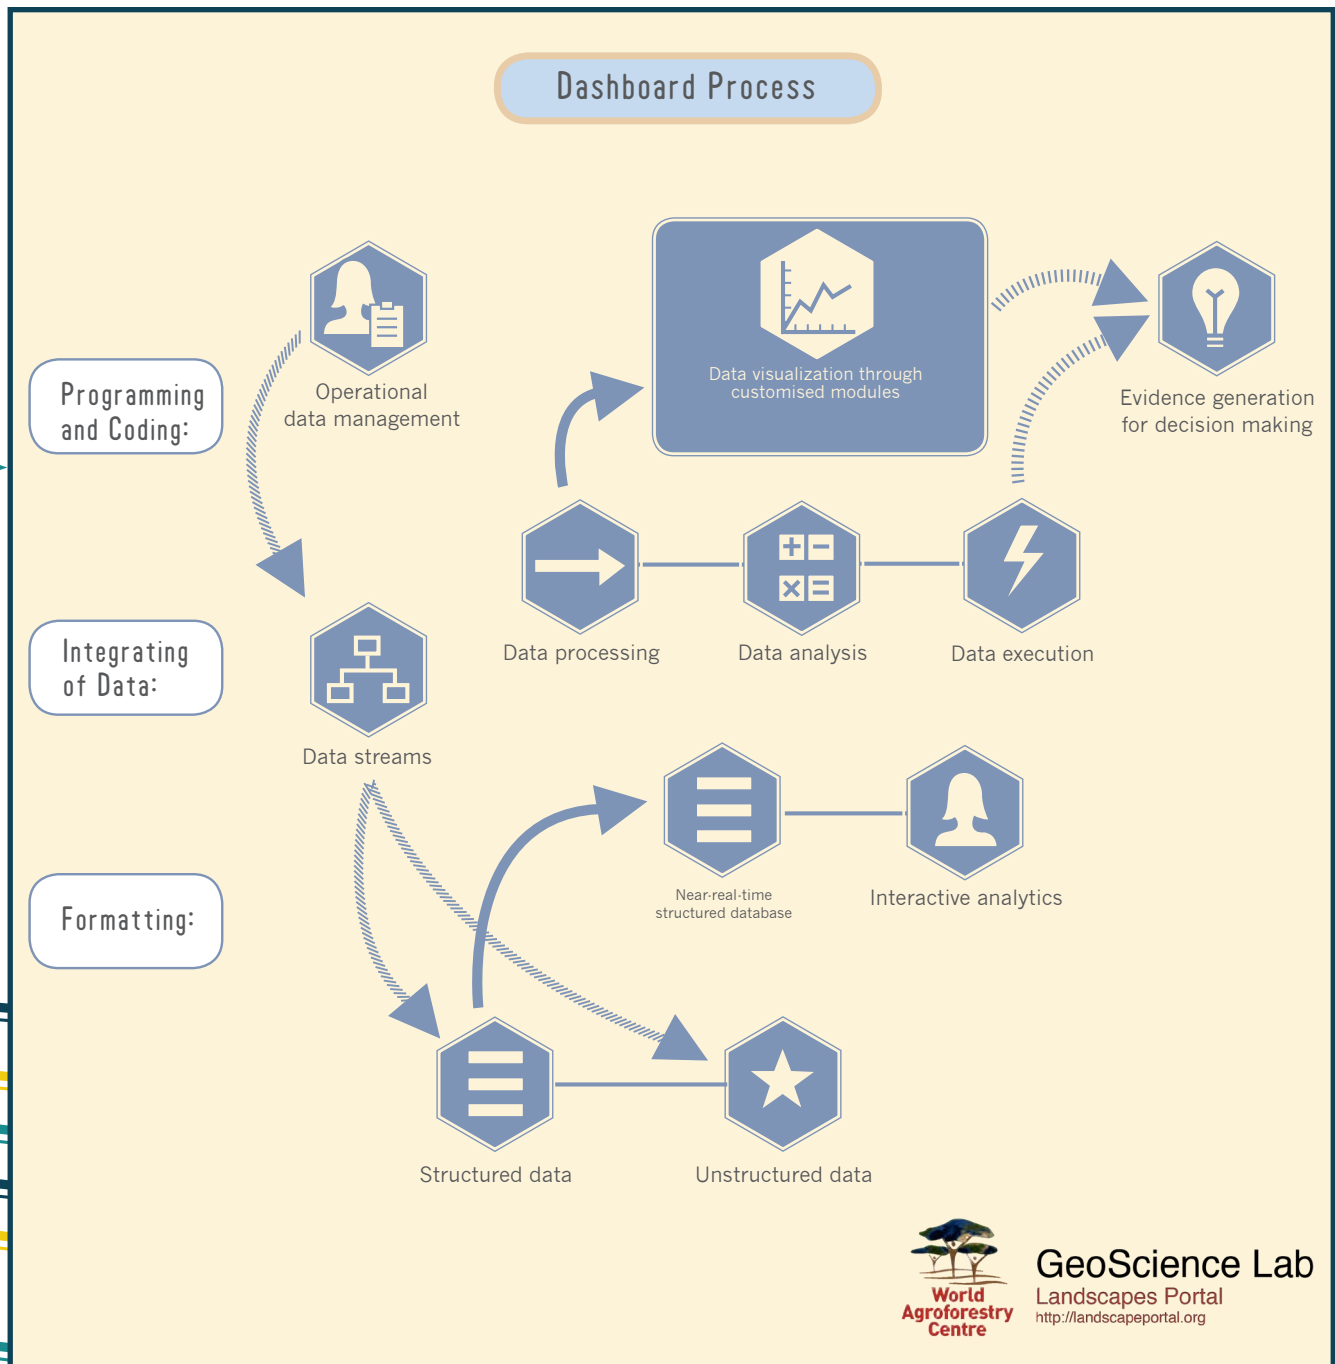 Dashboard Process
Programming
and Coding:
Operational
data management
Data visualization through
customised modules
Evidence generation
for decision making
Integrating
of Data:
Data processing
Data analysis
Data execution
Data streams
Formatting:
Near-real-time
structured database
Interactive analytics
Structured data
Unstructured data
World
Agroforestry
Centre
GeoScience Lab
Landscapes Portal
http://landscapeportal.org